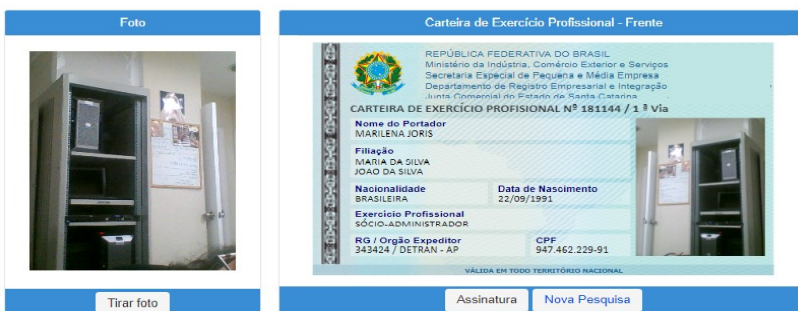 Foto
Tirar foto
Carteira de Exercício Profissional - Frente
REPÚBLICA FEDERATIVA DO BRASIL
Ministério da Indústria, Comércio Exterior e Serviços
Secretaria Especial de Pequena e Média Empresa
Departamento de Registro Empresarial e Integração
Junta Comercial do Estado de Santa Catarina
CARTEIRA DE EXERCÍCIO PROFISIONAL Nº 181144 / 1 ª Via
Nome do Portador
MARILENA JORIS
Filiação
MARIA DA SILVA
JOAO DA SILVA
Nacionalidade
BRASILEIRA
Data de Nascimento
22/09/1991
Exercício Profissional
SÓCIO-ADMINISTRADOR
RG / Orgão Expeditor
343424 / DETRAN - AP
CPF
947.462.229-91
VÁLIDA EM TODO TERRITÓRIO NACIONAL
Assinatura
Nova Pesquisa